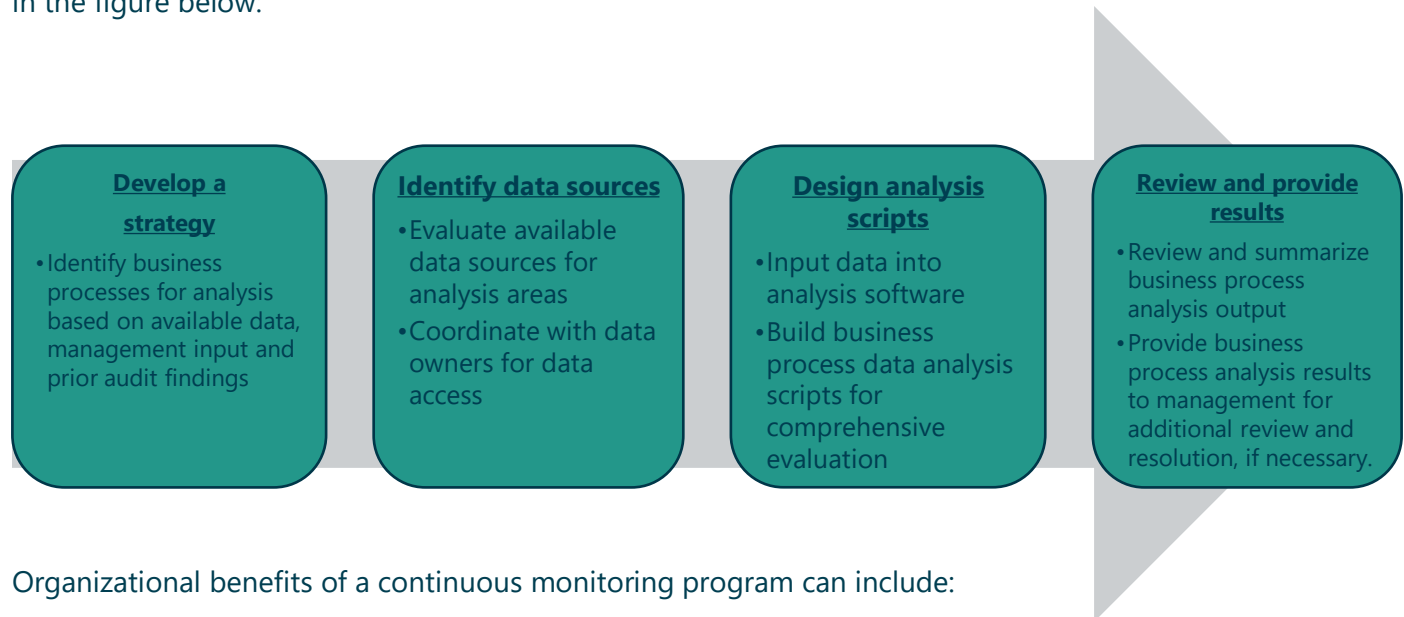 in the figure below.
Develop a
strategy
•Identify business
processes for analysis
based on available data,
management input and
prior audit findings
Identify data sources
•Evaluate available
data sources for
analysis areas
•Coordinate with data
owners for data
access
Design analysis
scripts
•Input data into
analysis software
•Build business
process data analysis
scripts for
comprehensive
evaluation
Review and provide
results
•Review and summarize
business process
analysis output
•Provide business
process analysis results
to management for
additional review and
resolution, if necessary.
Organizational benefits of a continuous monitoring program can include: